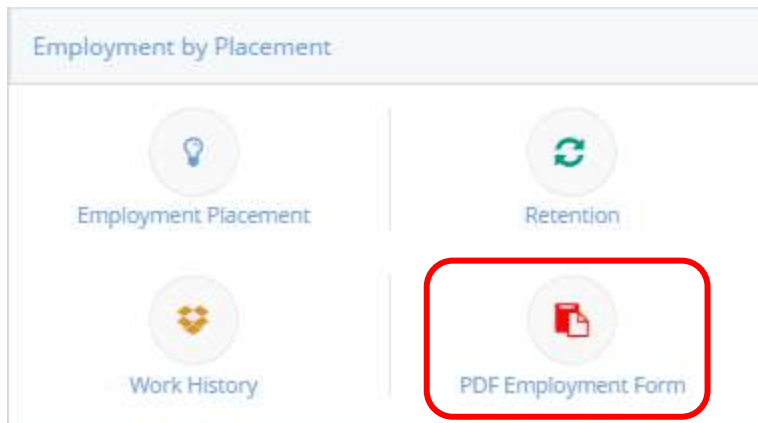 Employment by Placement
Employment Placement
Retention
Work History
PDF Employment Form